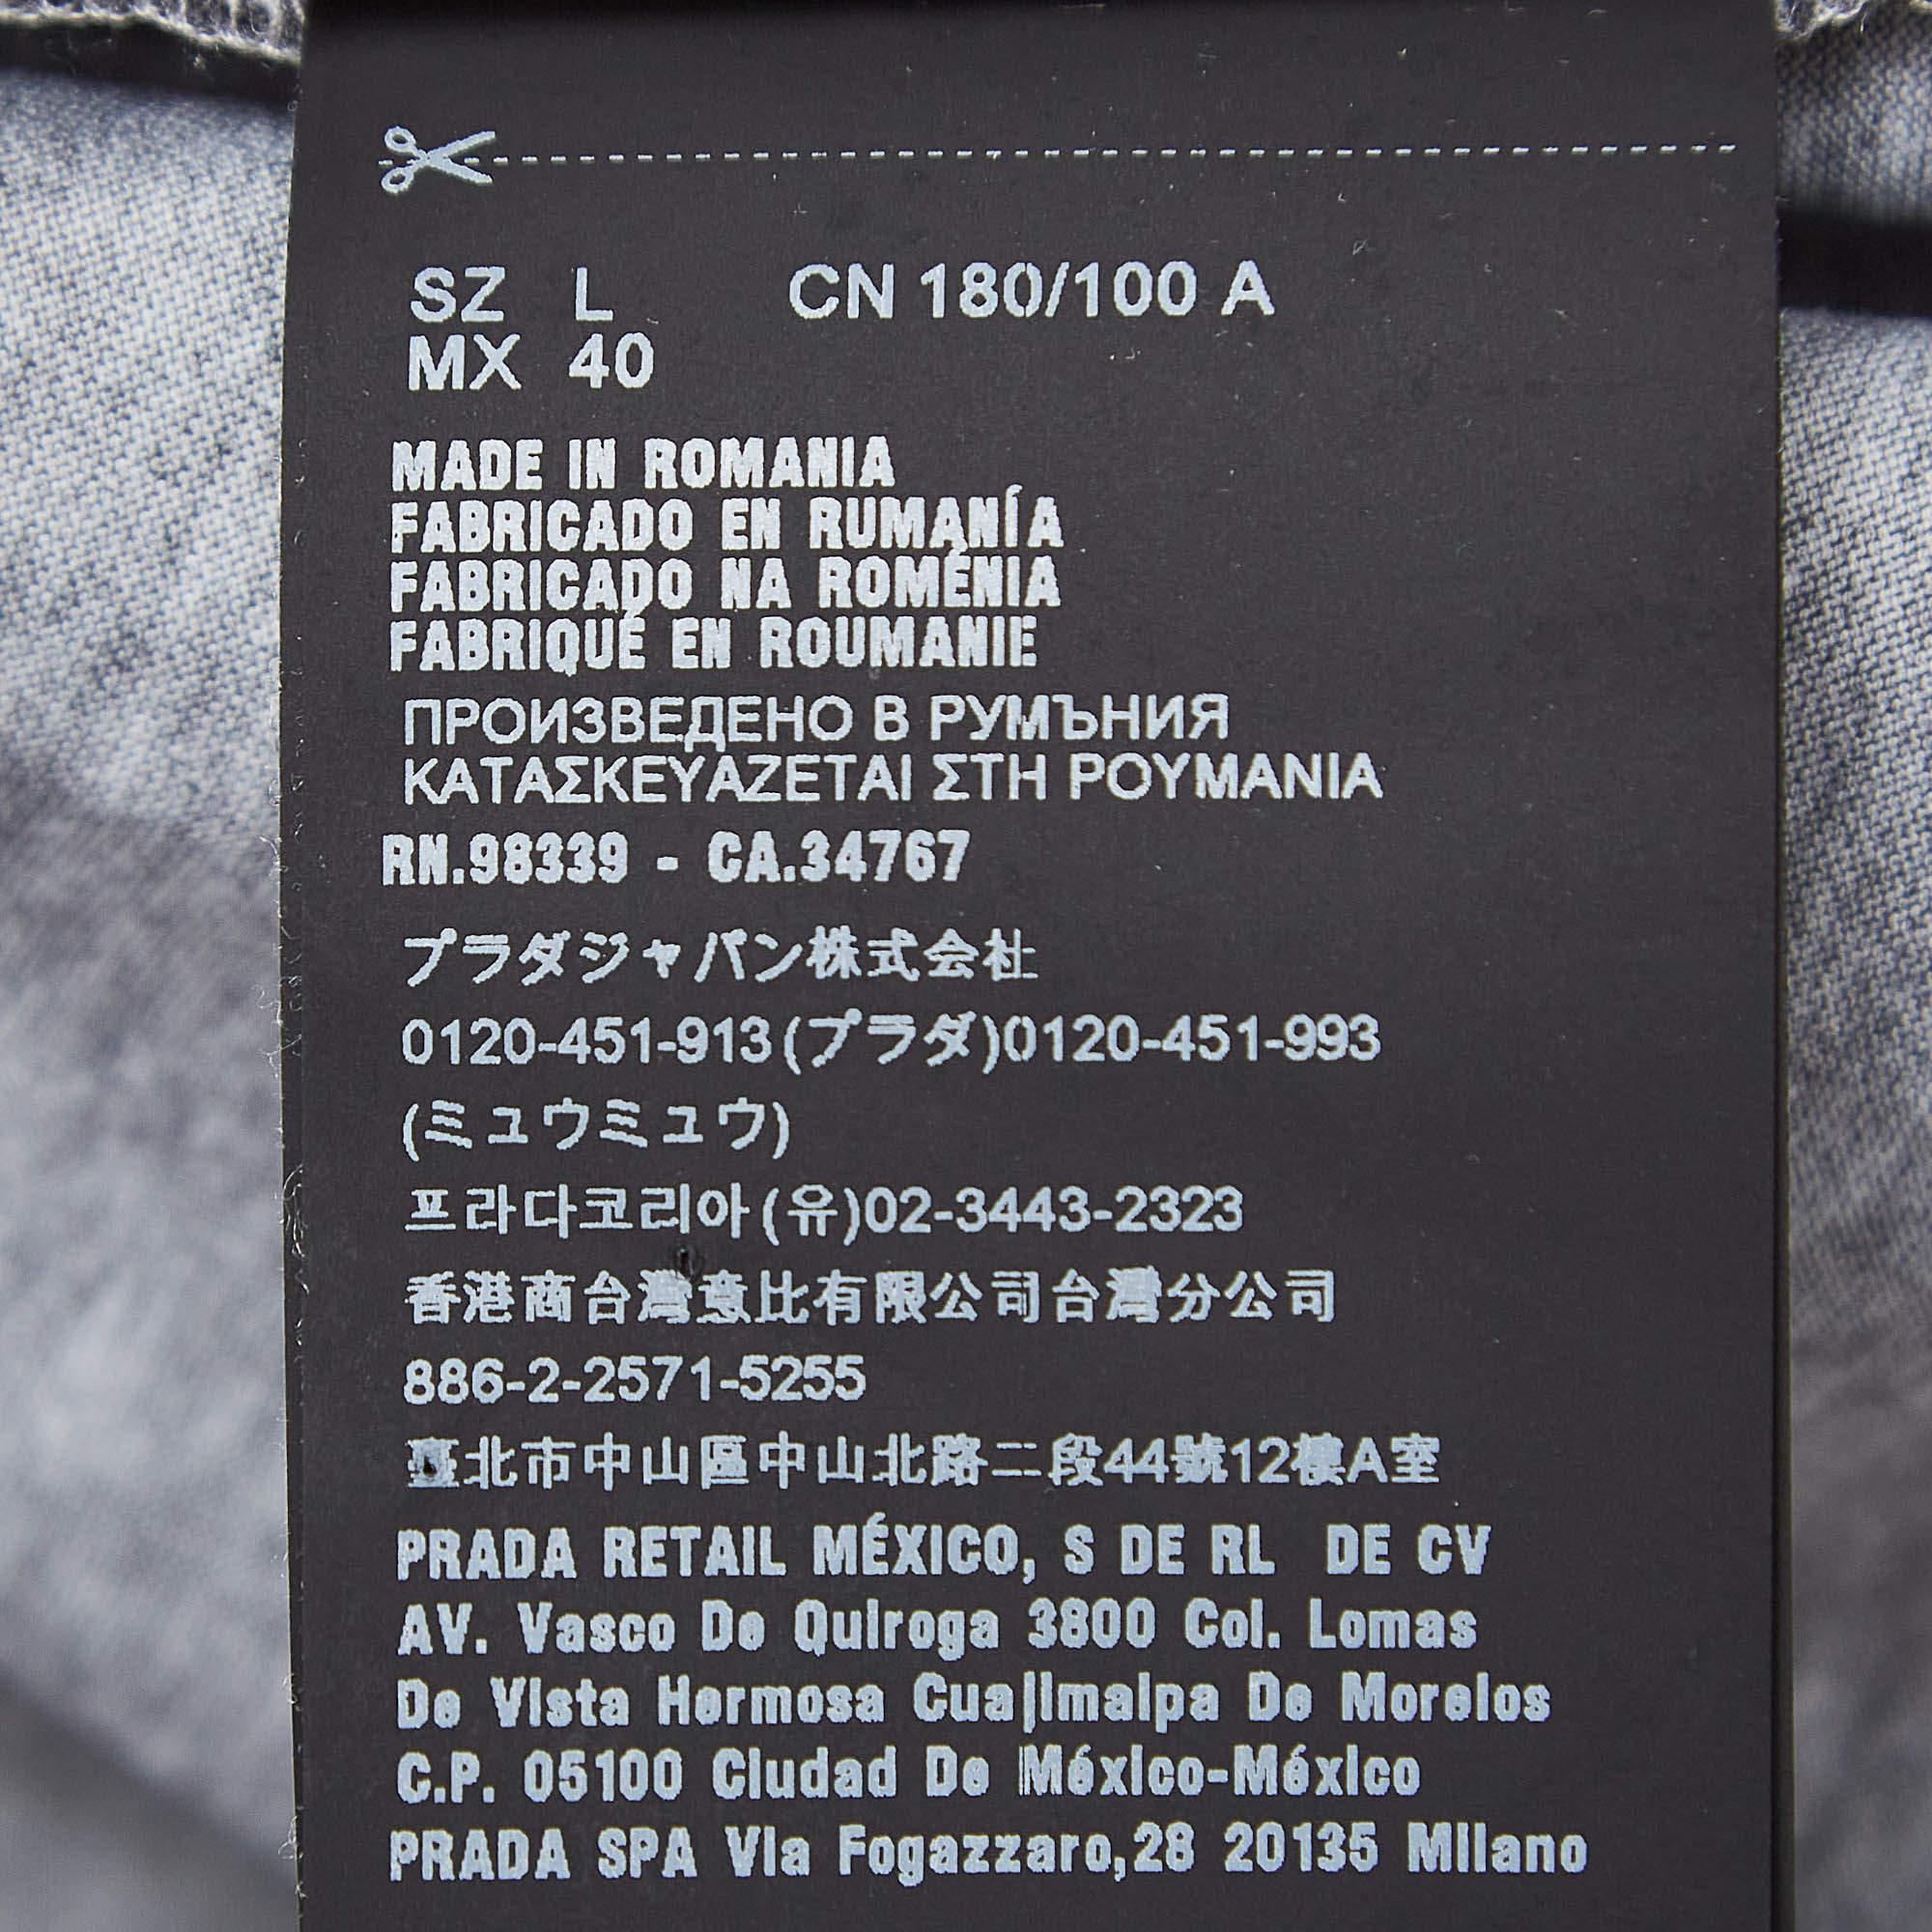 SZ L CN 180/100 A
MX 40
MADE IN ROMANIA
FABRICADO EN RUMANÍA
FABRICADO NA ROMÉNIA
FABRIQUÉ EN ROUMANIE
ПРОИЗВЕДЕНО В РУМЪНИЯ
ΚΑΤΑΣΚΕΥΑΖΕΤΑΙ ΣΤΗ ΡΟΥΜΑΝΙΑ
RN.98339 - CA.34767
プラダジャパン株式会社
0120-451-913(プラダ)0120-451-993
(ミュウミュウ)
프라다코리아(유)02-3443-2323
香港商台灣意比有限公司台灣分公司
886-2-2571-5255
臺北市中山區中山北路二段44號12樓A室
PRADA RETAIL MÉXICO, S DE RL DE CV
AV. Vasco De Quiroga 3800 Col. Lomas
De Vista Hermosa Cuajimalpa De Morelos
C.P. 05100 Ciudad De México-México
PRADA SPA Via Fogazzaro,28 20135 Milano